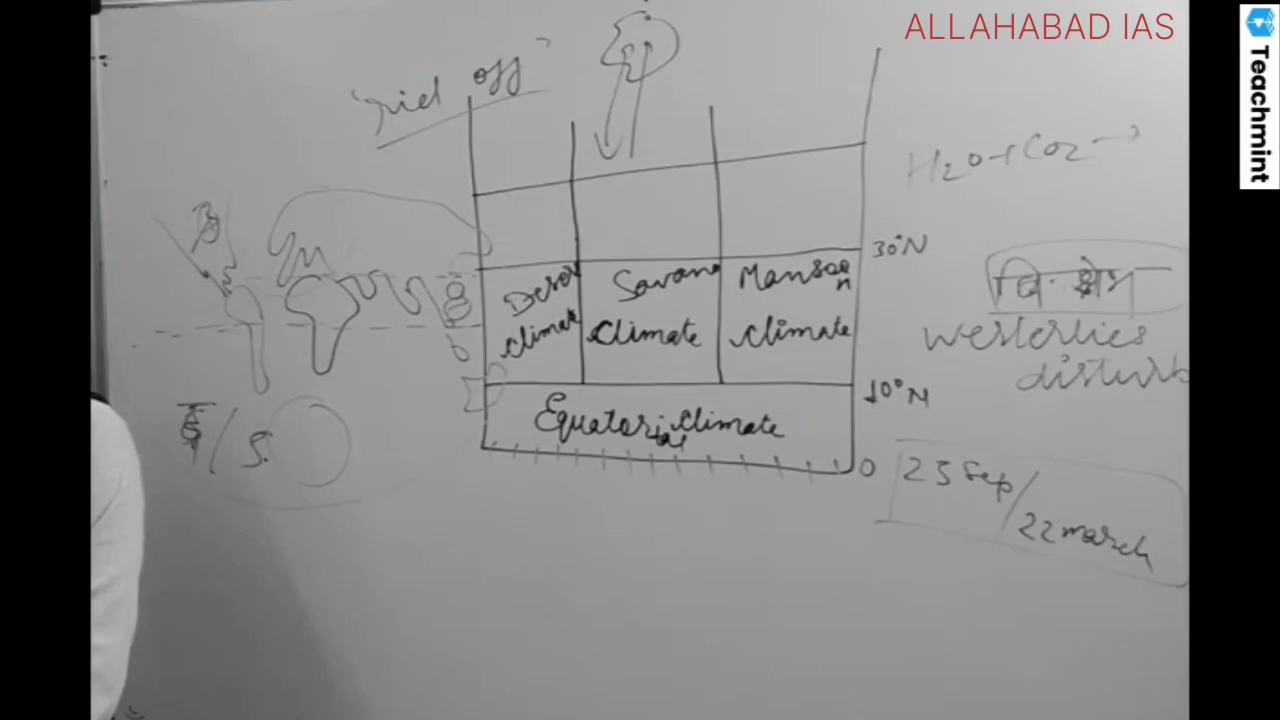 ALLAHABAD IAS
Teachmint
off"
H₂O + CO₂ →
30°N
Desert climate
Savana Climate
Mansoon climate
westerlies
disturb
10°N
Equatorial climate
0
23 Sep/
22 march